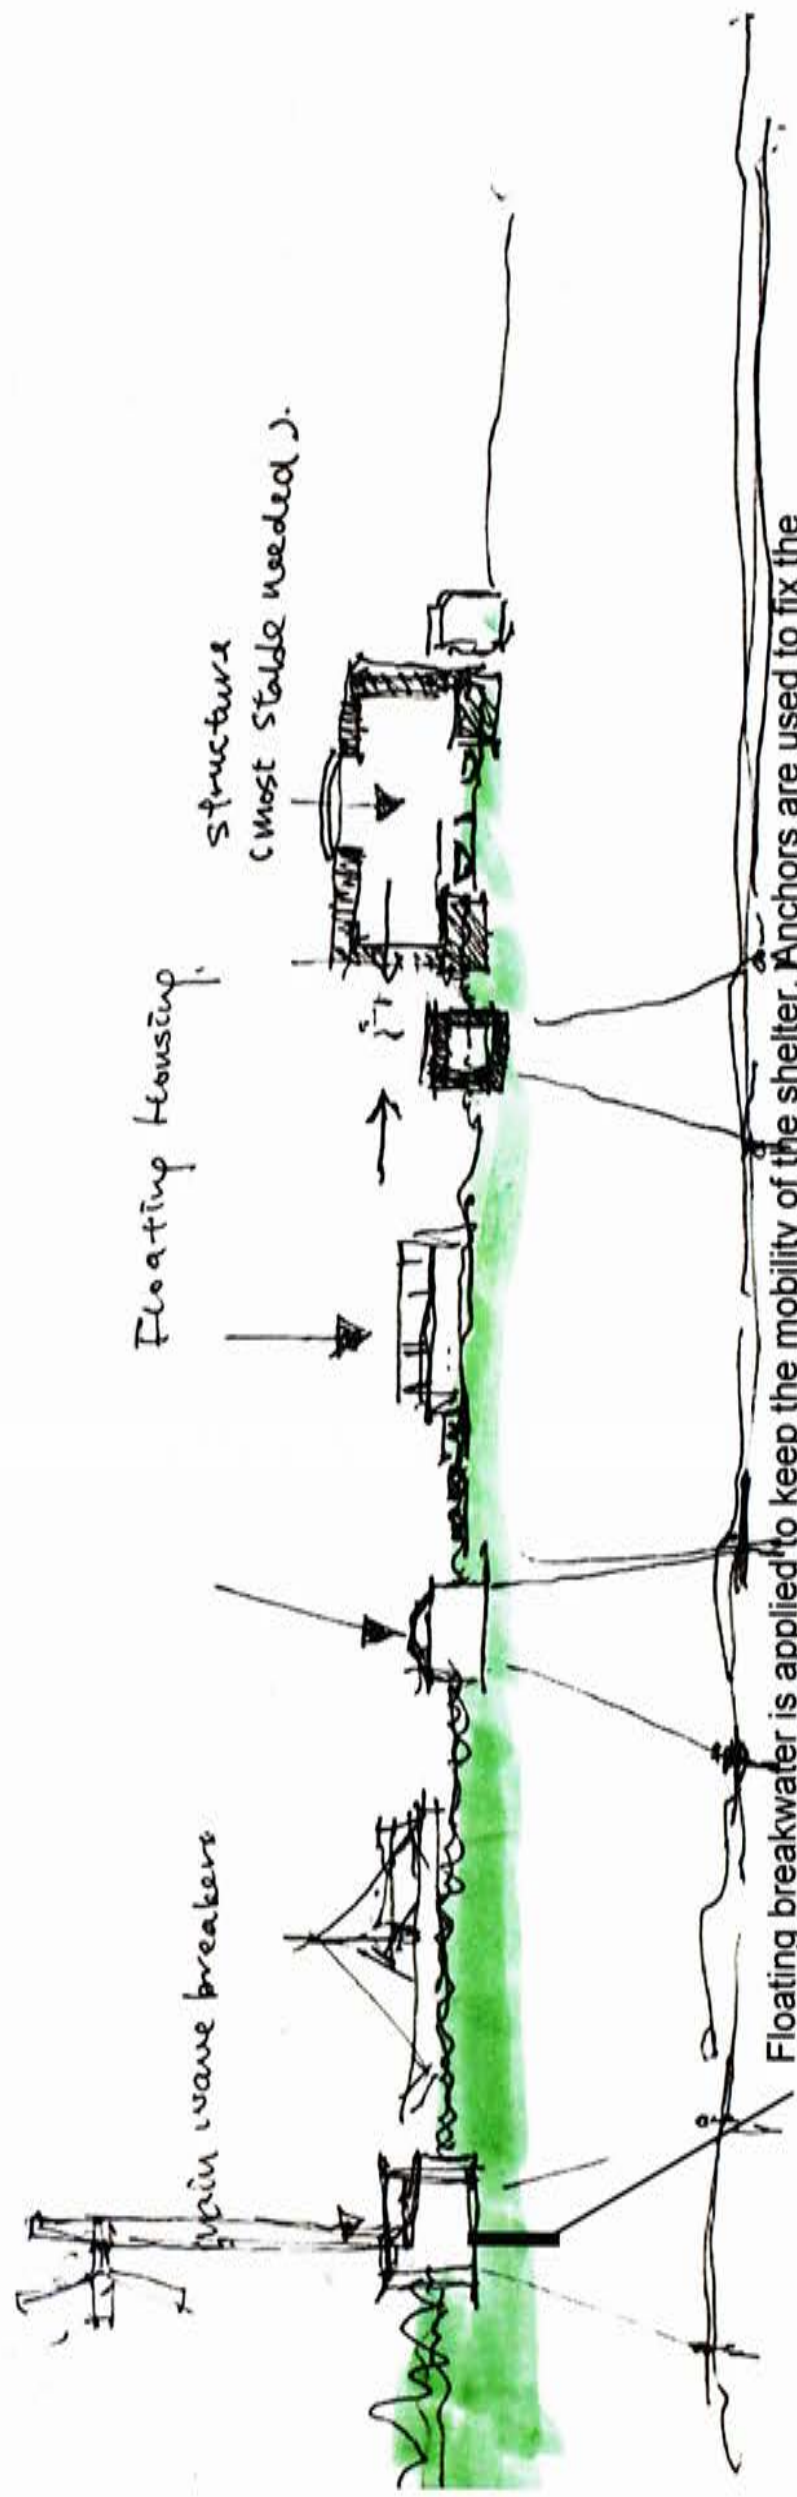 main wave breakers
Floating Housing.
structure
(most stable needed).
Floating breakwater is applied to keep the mobility of the shelter. Anchors are used to fix the